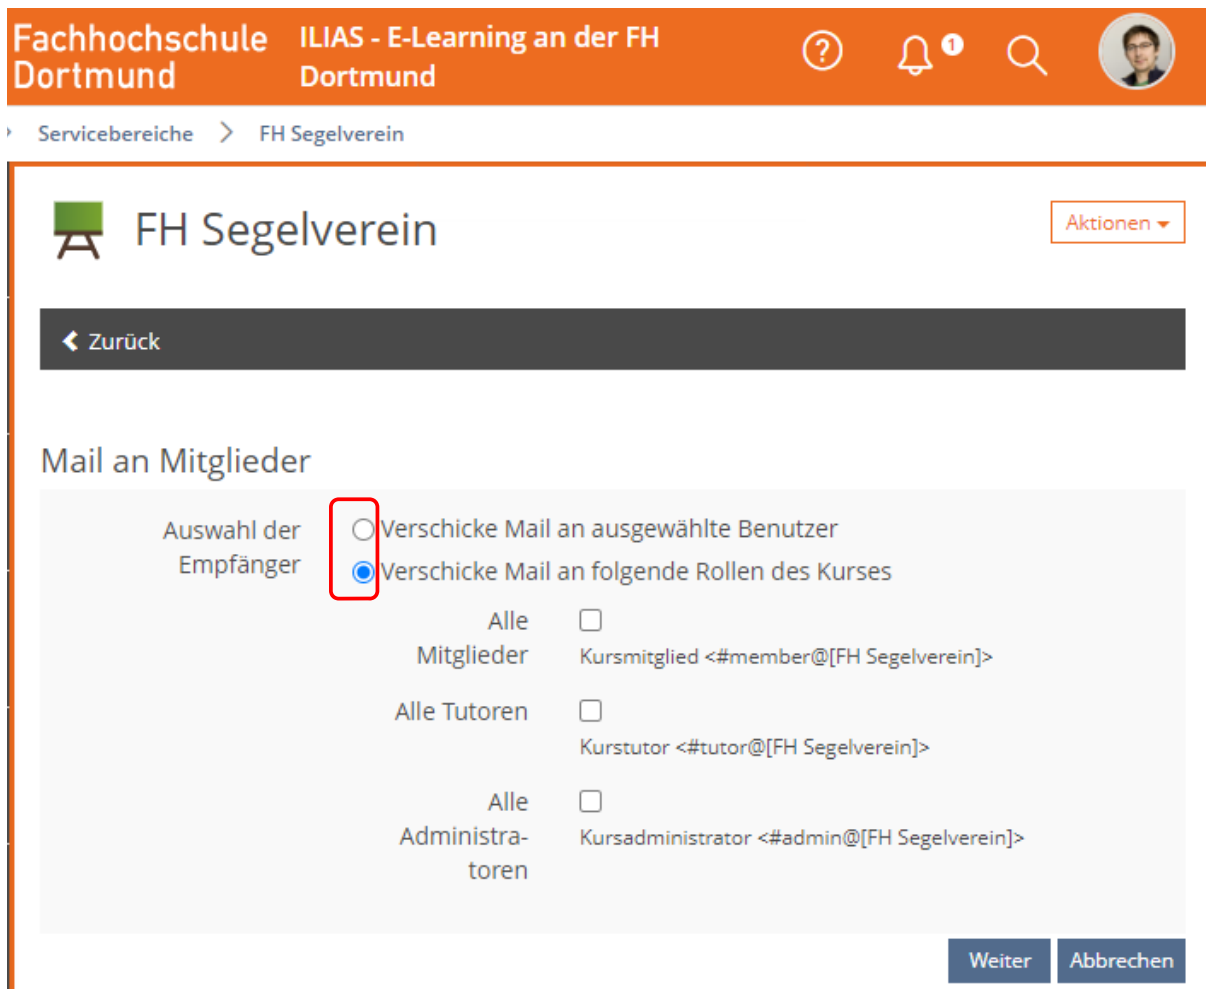 Fachhochschule
Dortmund
ILIAS - E-Learning an der FH
Dortmund
1
Servicebereiche
FH Segelverein
FH Segelverein
Aktionen
Zurück
Mail an Mitglieder
Auswahl der
Empfänger
Verschicke Mail an ausgewählte Benutzer
Verschicke Mail an folgende Rollen des Kurses
Alle
Mitglieder
Kursmitglied <#member@[FH Segelverein]>
Alle Tutoren
Kurstutor <#tutor@[FH Segelverein]>
Alle
Administra-
toren
Kursadministrator <#admin@[FH Segelverein]>
Weiter
Abbrechen